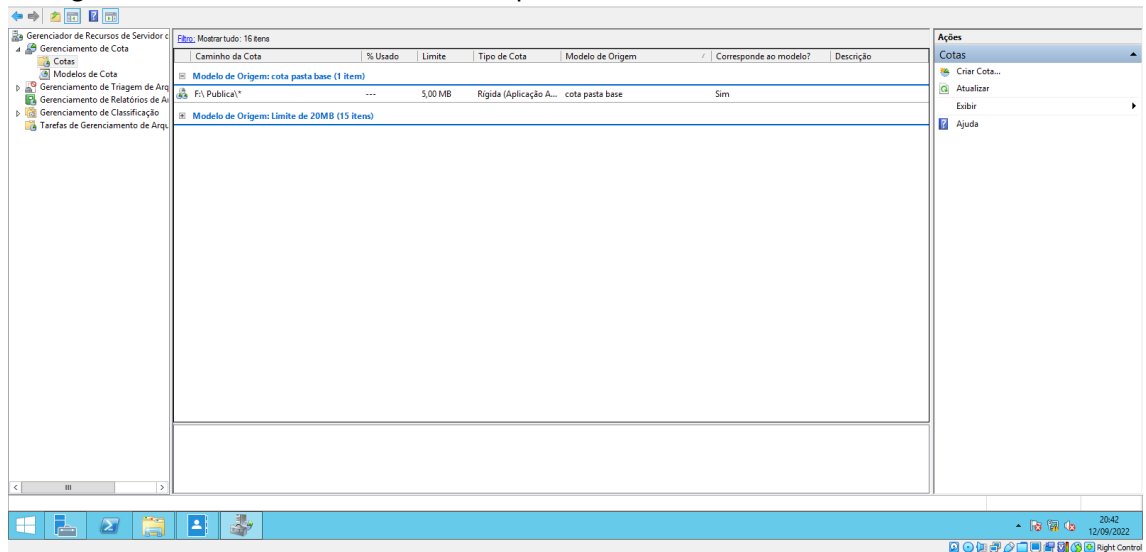 Gerenciador de Recursos de Servidor c
Gerenciamento de Cota
Cotas
Modelos de Cota
Gerenciamento de Triagem de Arq
Gerenciamento de Relatórios de A
Gerenciamento de Classificação
Tarefas de Gerenciamento de Arqu
Filtro: Mostrar tudo: 16 itens
Caminho da Cota % Usado Limite Tipo de Cota Modelo de Origem Corresponde ao modelo? Descrição
Modelo de Origem: cota pasta base (1 item)
F:\ Publica\* --- 5,00 MB Rígida (Aplicação A... cota pasta base Sim
Modelo de Origem: Limite de 20MB (15 itens)
Ações
Cotas
Criar Cota...
Atualizar
Exibir
Ajuda
20:42
12/09/2022
Right Control